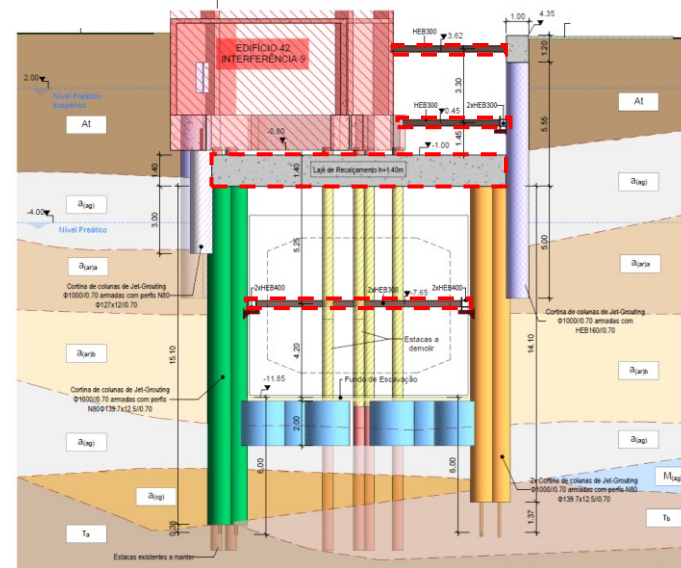 HEB300
3.62
1.00
4.35
1.20
EDIFÍCIO 42
INTERFERÊNCIA 9
3.30
2.00
Nível Freático
suspenso
HEB300
0.45
2xHEB300
At
At
5.55
1.45
-0.80
-1.00
1.40
1.40
Laje de Recalçamento h=1.40m
a(ag)
a(ag)
3.00
-4.00
Nível Freático
5.25
5.00
a(ar)a
a(ar)a
2xHEB400
2xHEB300
-7.65
2xHEB400
Cortina de colunas de Jet-Grouting
Φ1000//0.70 armadas com perfis N80
Φ127x12//0.70
Cortina de colunas de Jet-Grouting
Φ1000//0.70 armadas com
HEB160//0.70
Estacas a
demolir
15.10
4.20
14.10
a(ar)b
a(ar)b
-11.85
Fundo de Escavação
Cortina de colunas de Jet-Grouting
Φ1000//0.70 armadas com perfis
N80Φ139.7x12.5//0.70
2.00
a(ag)
a(ag)
6.00
6.00
M(ag
2x Cortina de colunas de Jet-Grouting
Φ1000//0.70 armadas com perfis N80
Φ139.7x12.5//0.70
a(cg)
1.37
τa
τb
Estacas existentes a manter